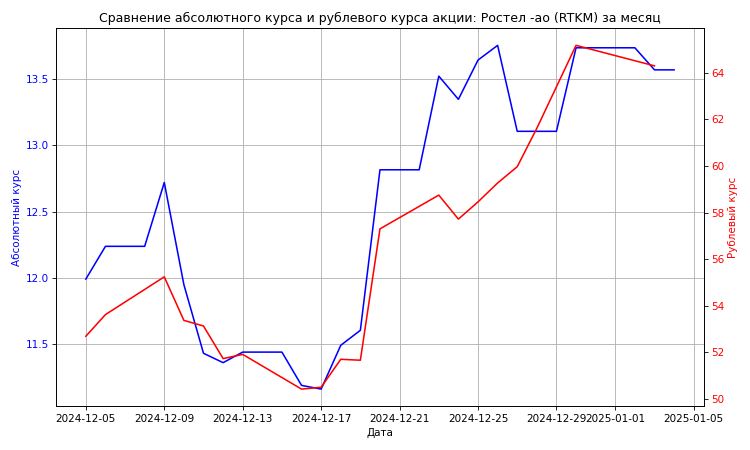 Сравнение абсолютного курса и рублевого курса акции: Ростел -ао (RTKM) за месяц
13.5
13.0
12.5
12.0
11.5
Абсолютный курс
64
62
60
58
56
54
52
50
Рублевый курс
2024-12-05 2024-12-09 2024-12-13 2024-12-17 2024-12-21 2024-12-25 2024-12-29 2025-01-01 2025-01-05
Дата